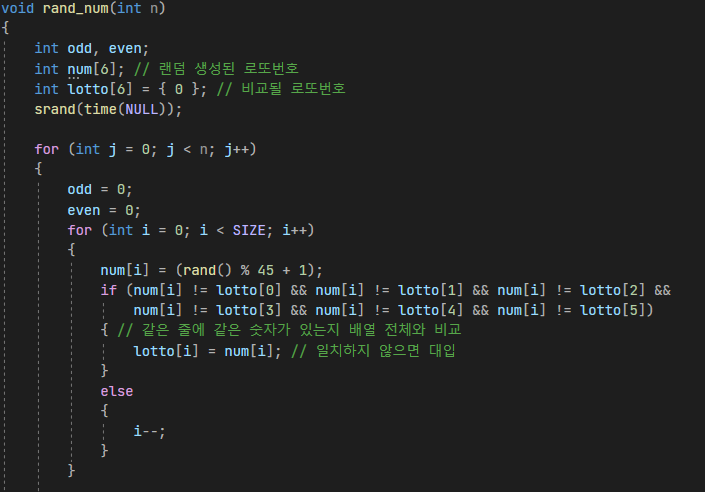 void rand_num(int n)
{
    int odd, even;
    int num[6]; // 랜덤 생성된 로또번호
    int lotto[6] = { 0 }; // 비교될 로또번호
    srand(time(NULL));

    for (int j = 0; j < n; j++)
    {
        odd = 0;
        even = 0;
        for (int i = 0; i < SIZE; i++)
        {
            num[i] = (rand() % 45 + 1);
            if (num[i] != lotto[0] && num[i] != lotto[1] && num[i] != lotto[2] &&
                num[i] != lotto[3] && num[i] != lotto[4] && num[i] != lotto[5])
            { // 같은 줄에 같은 숫자가 있는지 배열 전체와 비교
                lotto[i] = num[i]; // 일치하지 않으면 대입
            }
            else
            {
                i--;
            }
        }